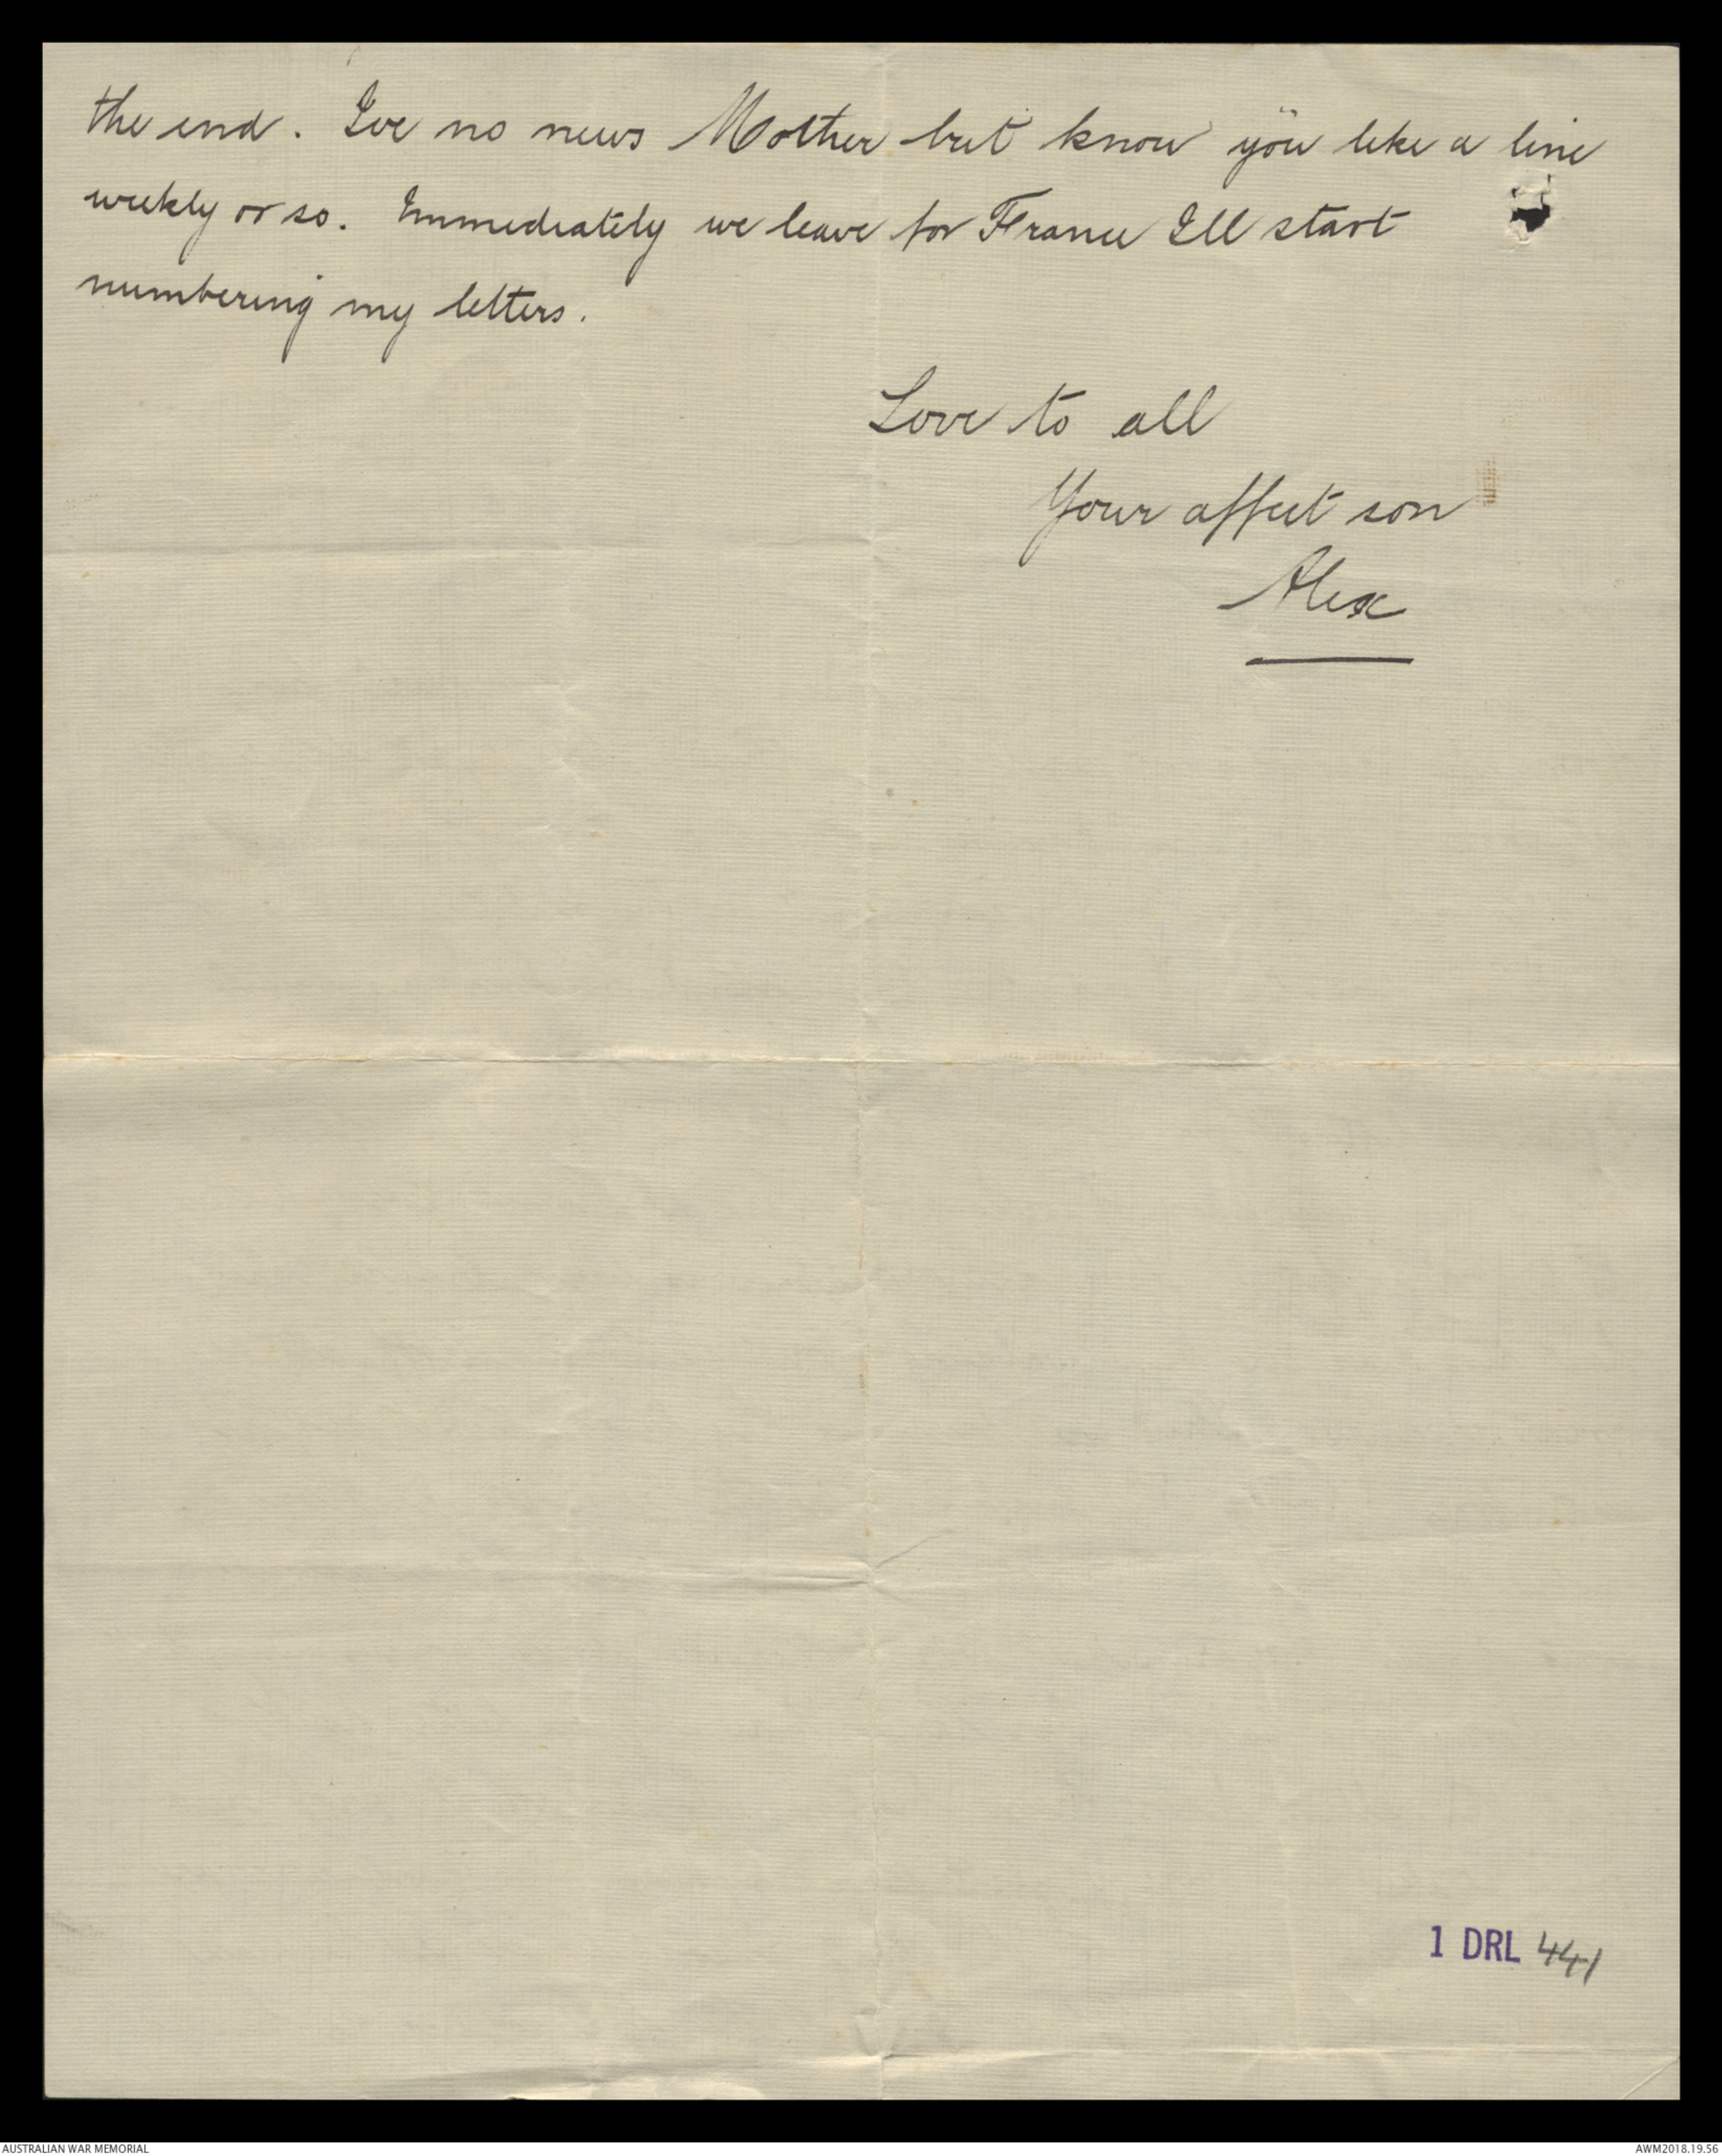 the end. Ive no news Mother but know you like a line
weekly or so. Immediately we leave for France Ill start
numbering my letters.
Love to all
Your affect son
Alex
1 DRL 441
AUSTRALIAN WAR MEMORIAL
AWM2018.19.56